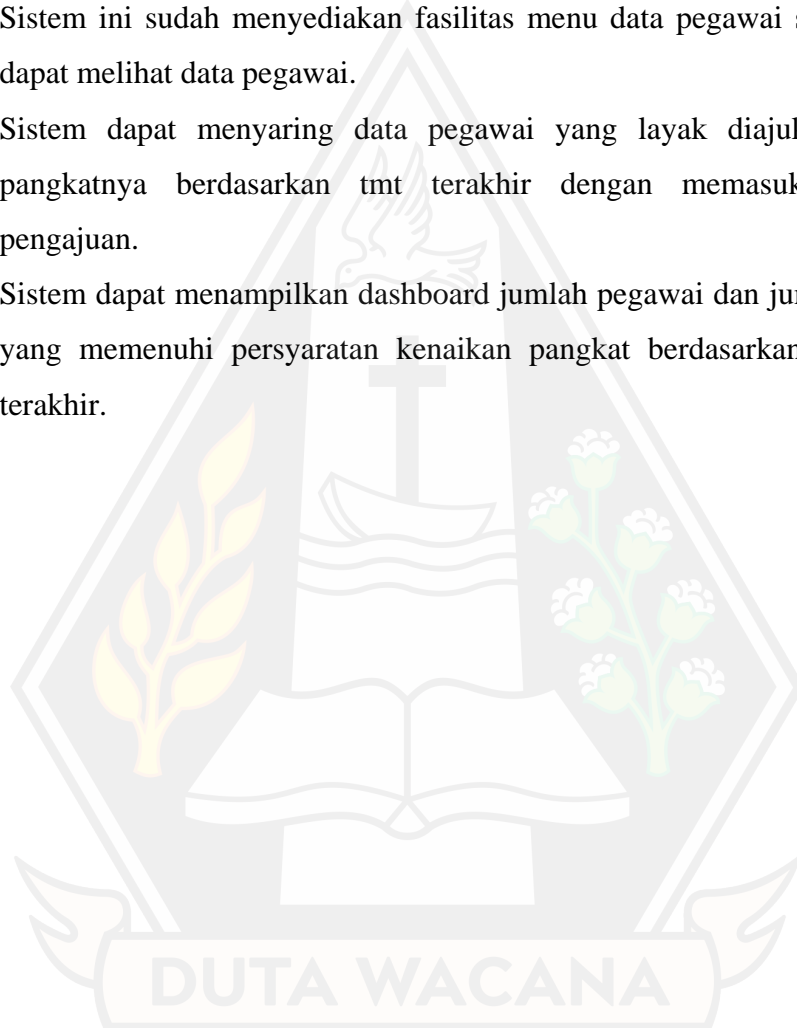 Sistem ini sudah menyediakan fasilitas menu data pegawai
dapat melihat data pegawai.
Sistem dapat menyaring data pegawai yang layak
pangkatnya berdasarkan tmt terakhir dengan
pengajuan.
Sistem dapat menampilkan dashboard jumlah pegawai dan
yang memenuhi persyaratan kenaikan pangkat berdasarkan
terakhir.
DUTA WACANA